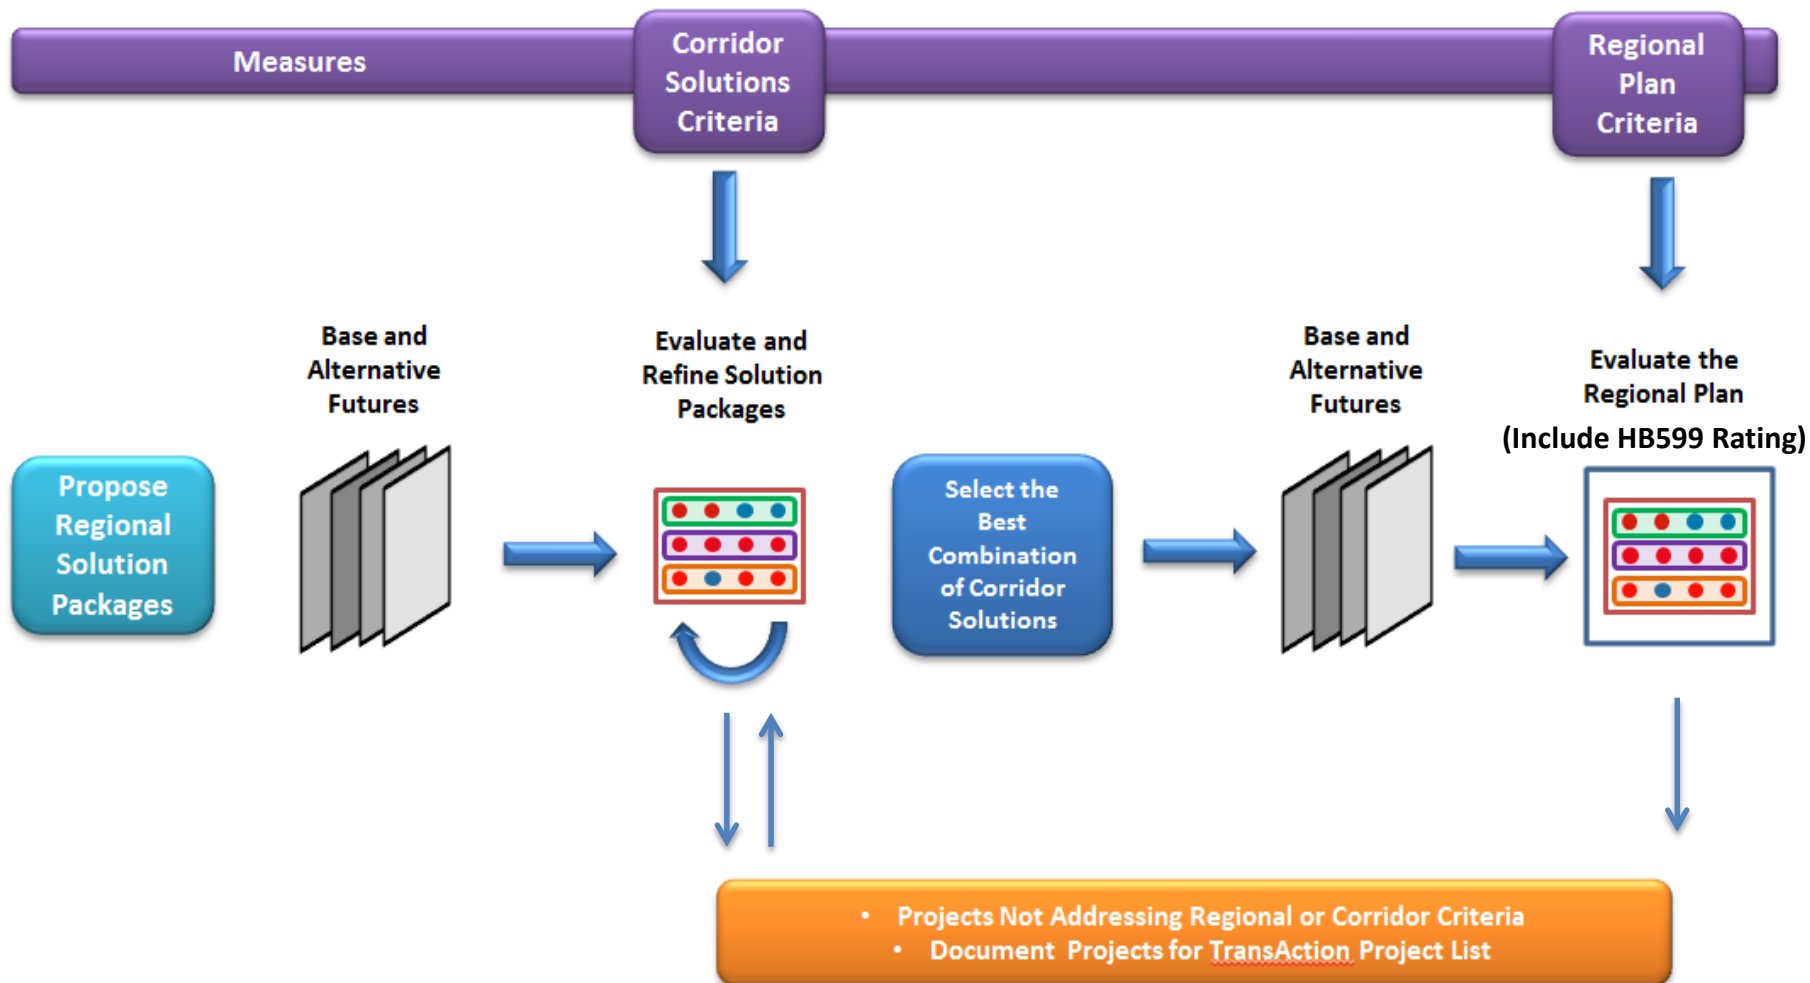 Measures
Corridor
Solutions
Criteria
Regional
Plan
Criteria
Base and
Alternative
Futures
Evaluate and
Refine Solution
Packages
Base and
Alternative
Futures
Evaluate the
Regional Plan
(Include HB599 Rating)
Propose
Regional
Solution
Packages
Select the
Best
Combination
of Corridor
Solutions
• Projects Not Addressing Regional or Corridor Criteria
• Document Projects for TransAction Project List